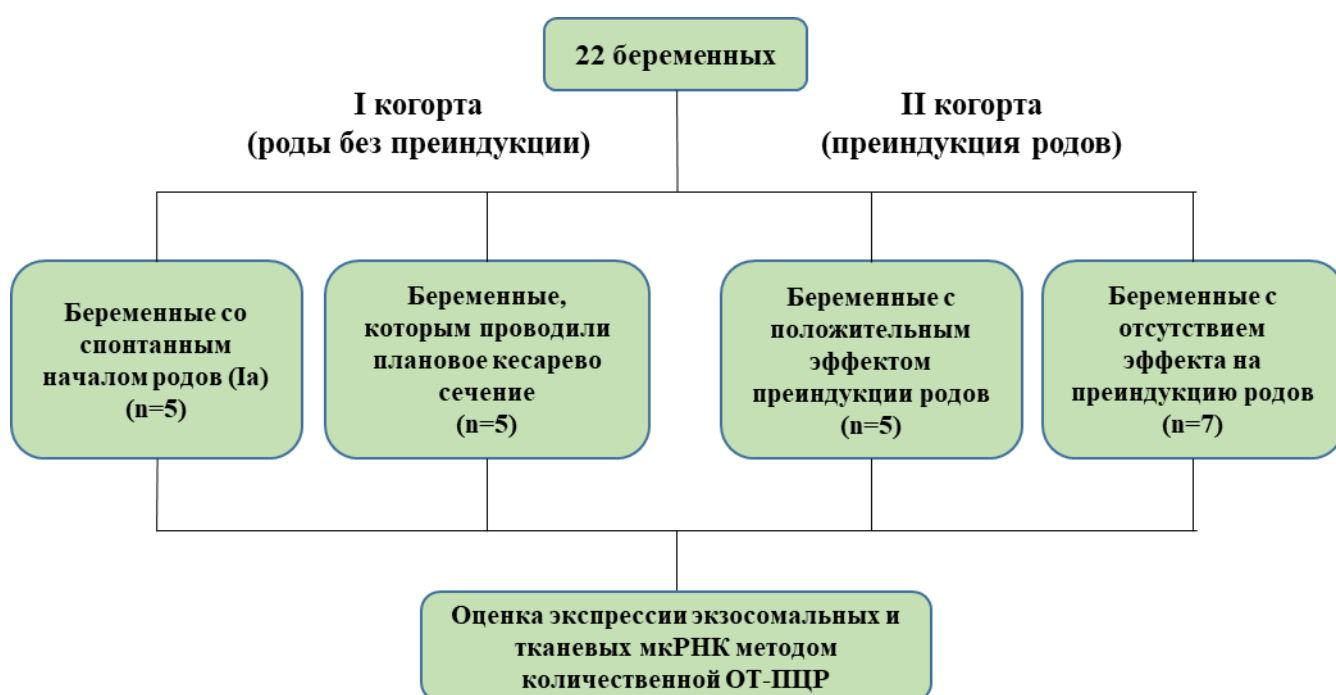 22 беременных
I когорта
(роды без преиндукции)
II когорта
(преиндукция родов)
Беременные со
спонтанным
началом родов (Ia)
(n=5)
Беременные,
которым проводили
плановое кесарево
сечение
(n=5)
Беременные с
положительным
эффектом
преиндукции родов
(n=5)
Беременные с
отсутствием
эффекта на
преиндукцию родов
(n=7)
Оценка экспрессии экзосомальных и
тканевых мкРНК методом
количественной ОТ-ПЦР